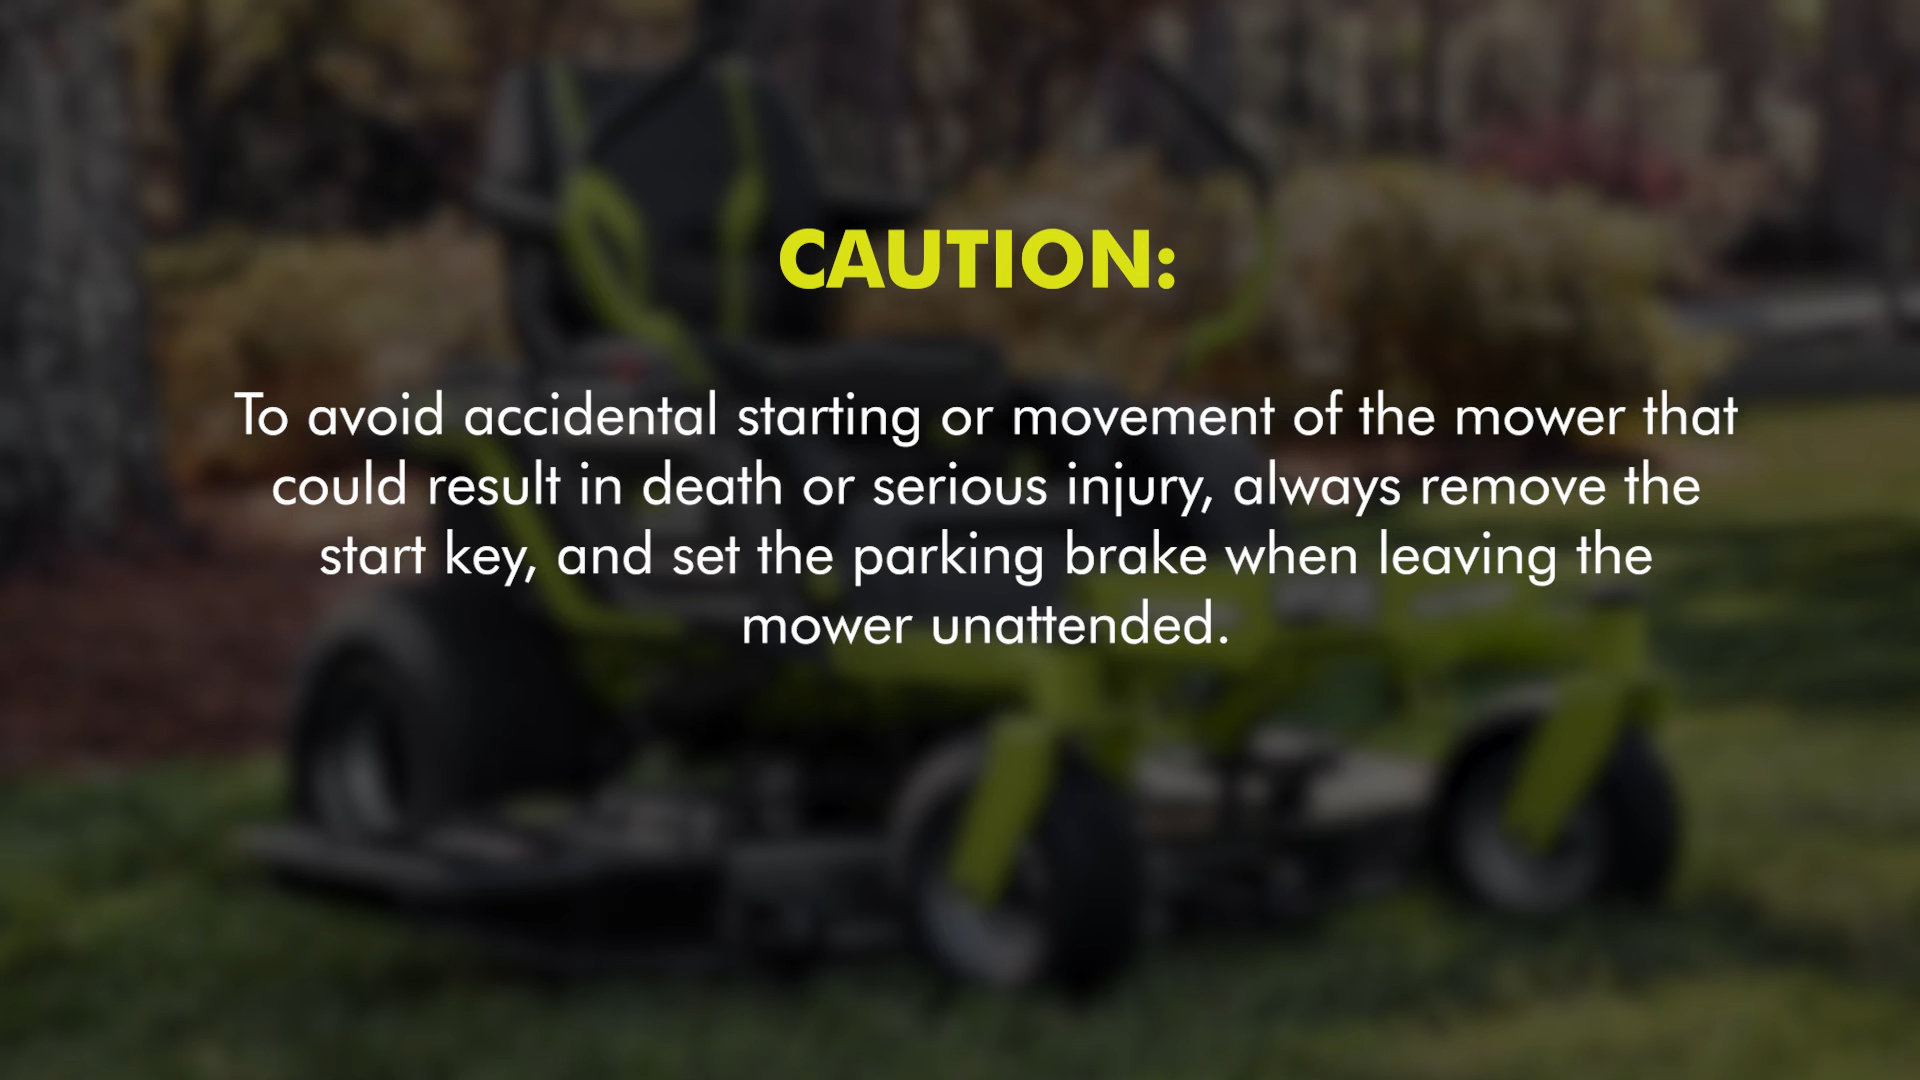 CAUTION:
To avoid accidental starting or movement of the mower that
could result in death or serious injury, always remove the
start key, and set the parking brake when leaving the
mower unattended.